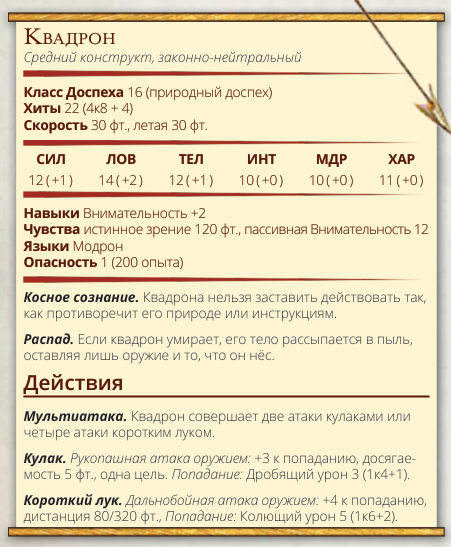 Квадрон
Средний конструкт, законно-нейтральный
Класс Доспеха 16 (природный доспех)
Хиты 22 (4к8 + 4)
Скорость 30 фт., летая 30 фт.
СИЛ ЛОВ ТЕЛ ИНТ МДР ХАР
12 (+1) 14 (+2) 12 (+1) 10 (+0) 10 (+0) 11 (+0)
Навыки Внимательность +2
Чувства истинное зрение 120 фт., пассивная Внимательность 12
Языки Модрон
Опасность 1 (200 опыта)
Косное сознание. Квадрона нельзя заставить действовать так,
как противоречит его природе или инструкциям.
Распад. Если квадрон умирает, его тело рассыпается в пыль,
оставляя лишь оружие и то, что он нёс.
Действия
Мультиатака. Квадрон совершает две атаки кулаками или
четыре атаки коротким луком.
Кулак. Рукопашная атака оружием: +3 к попаданию, досягае-
мость 5 фт., одна цель. Попадание: Дробящий урон 3 (1к4+1).
Короткий лук. Дальнобойная атака оружием: +4 к попаданию,
дистанция 80/320 фт., Попадание: Колющий урон 5 (1к6+2).